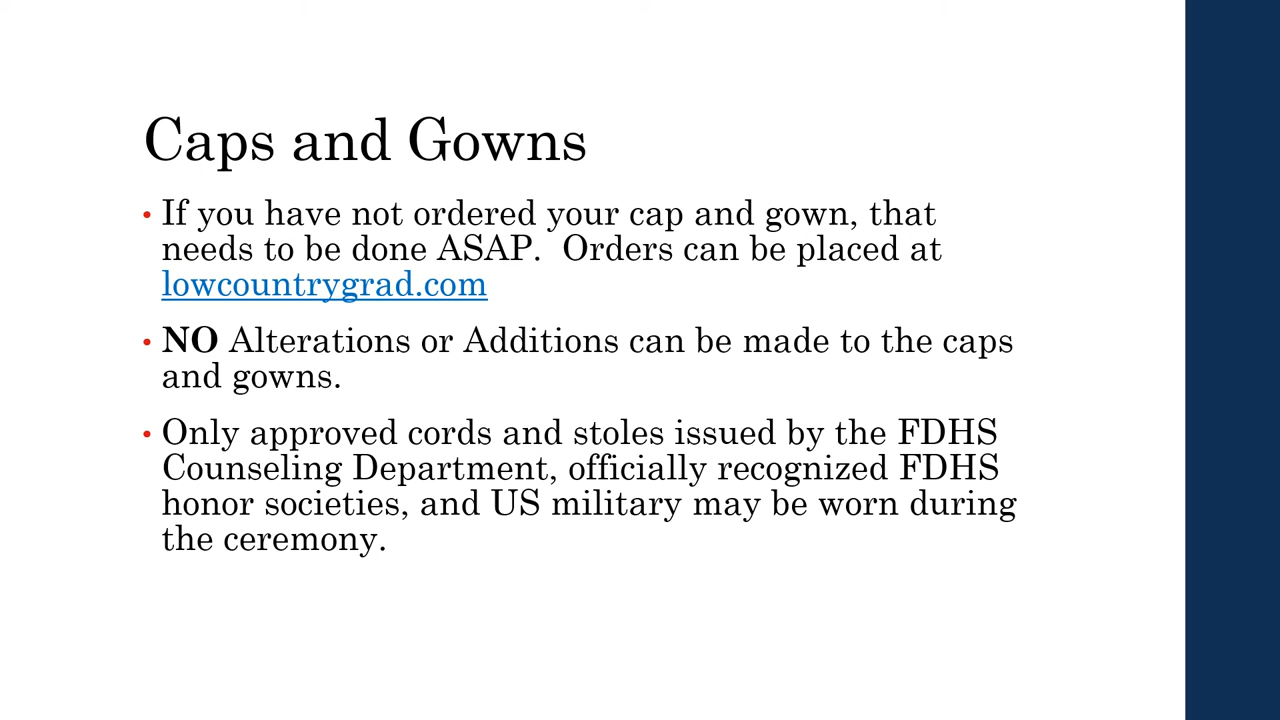 Caps and Gowns
• If you have not ordered your cap and gown, that
needs to be done ASAP.  Orders can be placed at
lowcountrygrad.com
• NO Alterations or Additions can be made to the caps
and gowns.
• Only approved cords and stoles issued by the FDHS
Counseling Department, officially recognized FDHS
honor societies, and US military may be worn during
the ceremony.